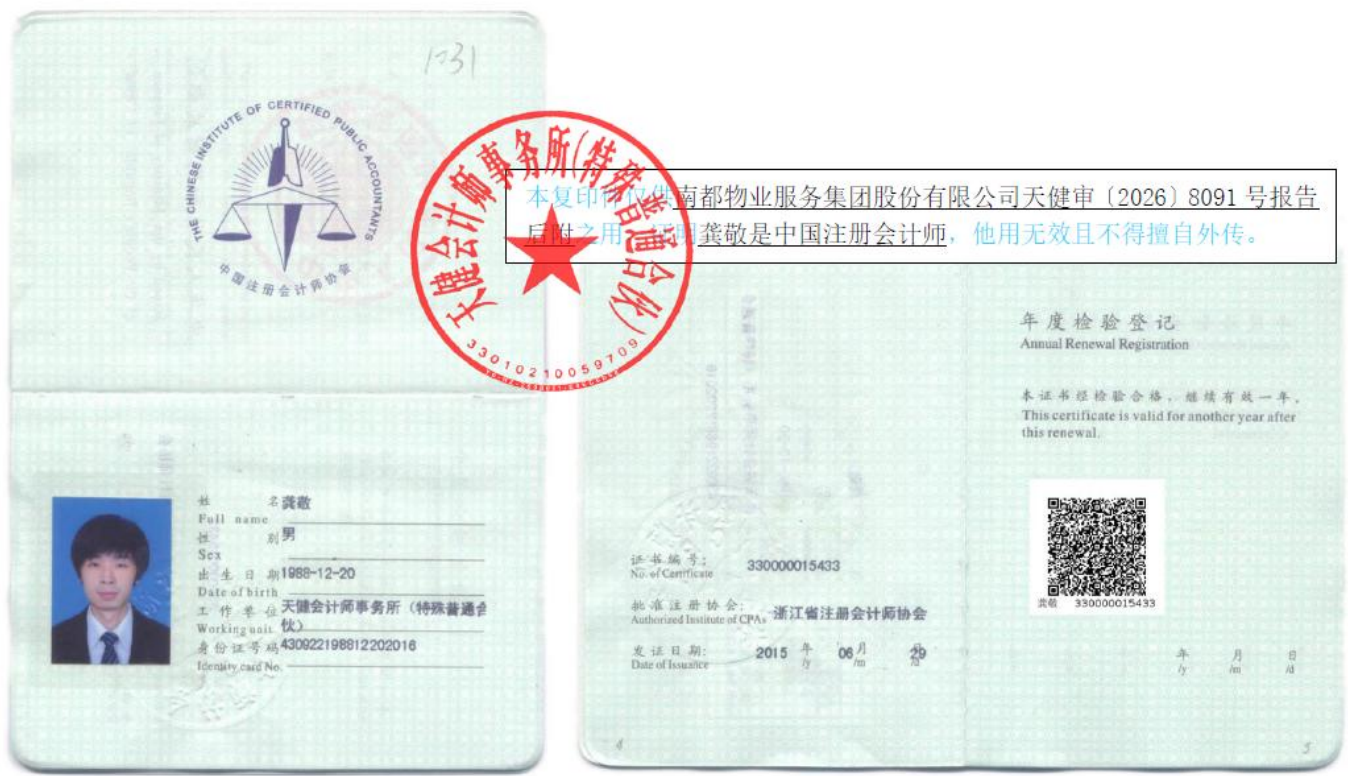 1031
THE CHINESE INSTITUTE OF CERTIFIED PUBLIC ACCOUNTANTS
中国注册会计师协会
天健会计师事务所(特殊普通合伙)
33010210059709
本复印件仅供南都物业服务集团股份有限公司天健审〔2026〕8091 号报告
后附之用，证明龚敬是中国注册会计师，他用无效且不得擅自外传。
姓 名 龚敬
Full name
性 别 男
Sex
出 生 日 期 1988-12-20
Date of birth
工 作 单 位 天健会计师事务所（特殊普通合
Working unit 伙）
身份证号码 430922198812202016
Identity card No.
证书编号: 330000015433
No. of Certificate
批准注册协会: 浙江省注册会计师协会
Authorized Institute of CPAs
发证日期: 2015 年 06 月 29 日
Date of Issuance /y /m /d
4
年度检验登记
Annual Renewal Registration
本证书经检验合格，继续有效一年。
This certificate is valid for another year after
this renewal.
龚敬 330000015433
年 月 日
/y /m /d
5